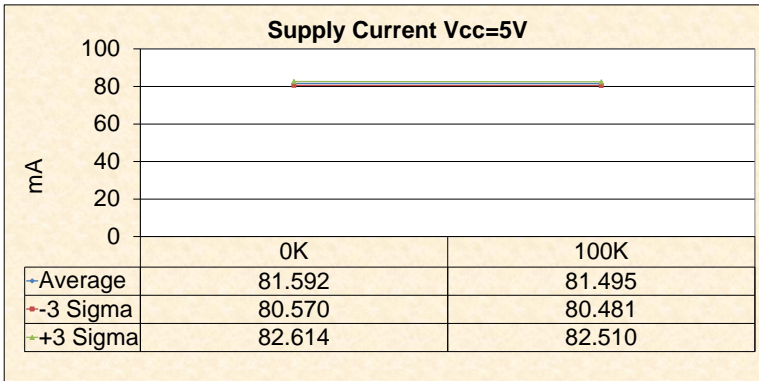 Supply Current Vcc=5V
100
80
60
40
20
0
mA
0K 100K
Average 81.592 81.495
-3 Sigma 80.570 80.481
+3 Sigma 82.614 82.510